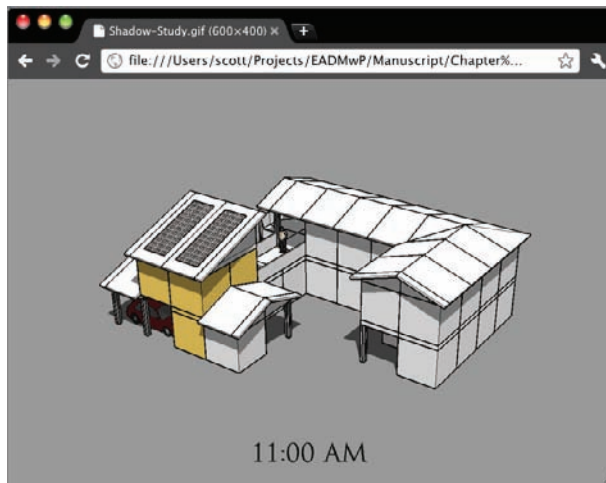 Shadow-Study.gif (600×400)
file:///Users/scott/Projects/EADMwP/Manuscript/Chapter%...
11:00 AM